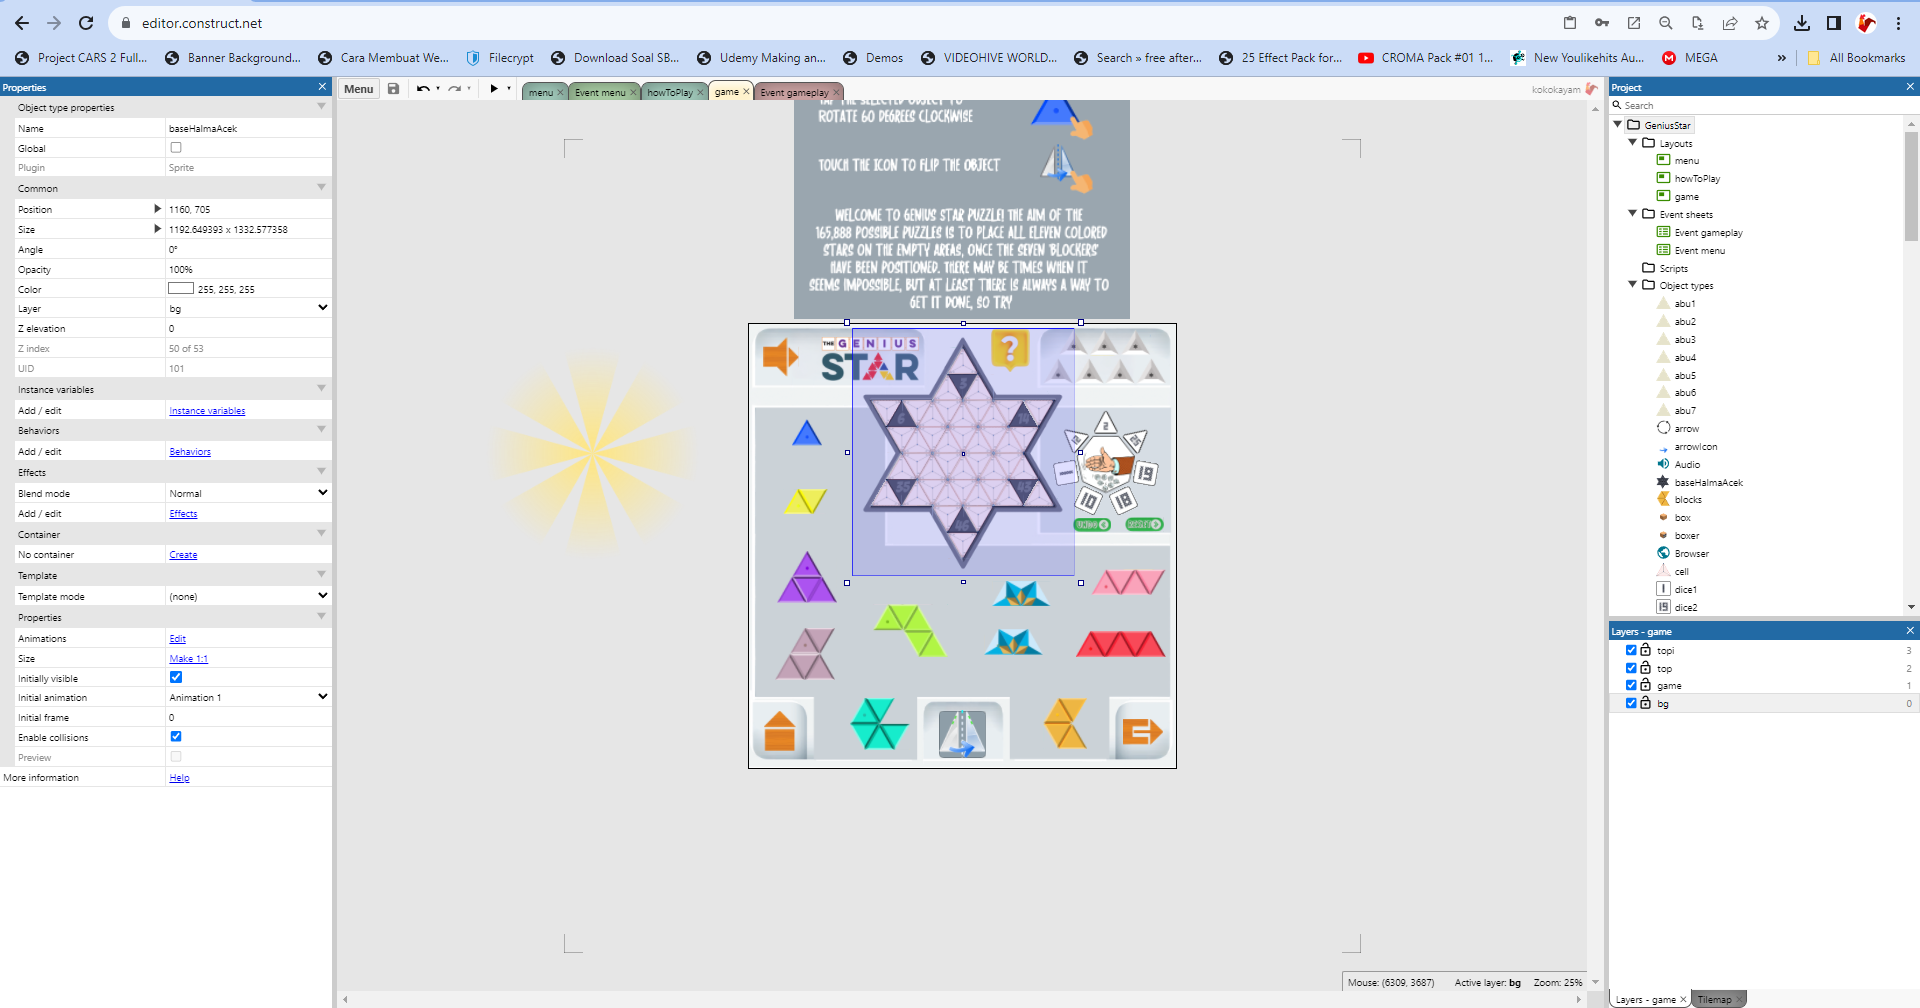 editor.construct.net
Project CARS 2 Full...
Banner Background...
Cara Membuat We...
Filecrypt
Download Soal SB...
Udemy Making an...
Demos
VIDEOHIVE WORLD...
Search » free after...
25 Effect Pack for...
CROMA Pack #01 1...
New Youlikehits Au...
MEGA
»
All Bookmarks
Properties
Object type properties
Name baseHalmaAcek
Global
Plugin Sprite
Common
Position 1160, 705
Size 1192.649393 x 1332.577358
Angle 0°
Opacity 100%
Color 255, 255, 255
Layer bg
Z elevation 0
Z index 50 of 53
UID 101
Instance variables
Add / edit Instance variables
Behaviors
Add / edit Behaviors
Effects
Blend mode Normal
Add / edit Effects
Container
No container Create
Template
Template mode (none)
Properties
Animations Edit
Size Make 1:1
Initially visible
Initial animation Animation 1
Initial frame 0
Enable collisions
Preview
More information Help
Menu
menu
Event menu
howToPlay
game
Event gameplay
kokokayam
TAP THE SELECTED OBJECT TO
ROTATE 60 DEGREES CLOCKWISE
TOUCH THE ICON TO FLIP THE OBJECT
WELCOME TO GENIUS STAR PUZZLE! THE AIM OF THE
165,888 POSSIBLE PUZZLES IS TO PLACE ALL ELEVEN COLORED
STARS ON THE EMPTY AREAS, ONCE THE SEVEN 'BLOCKERS'
HAVE BEEN POSITIONED. THERE MAY BE TIMES WHEN IT
SEEMS IMPOSSIBLE, BUT AT LEAST THERE IS ALWAYS A WAY TO
GET IT DONE, SO TRY
THE GENIUS
STAR
?
2
12
25
19
10
18
Mouse: (6309, 3687) Active layer: bg Zoom: 25%
Project
Search
GeniusStar
Layouts
menu
howToPlay
game
Event sheets
Event gameplay
Event menu
Scripts
Object types
abu1
abu2
abu3
abu4
abu5
abu6
abu7
arrow
arrowIcon
Audio
baseHalmaAcek
blocks
box
boxer
Browser
cell
dice1
19 dice2
Layers - game
topi 3
top 2
game 1
bg 0
Layers - game
Tilemap